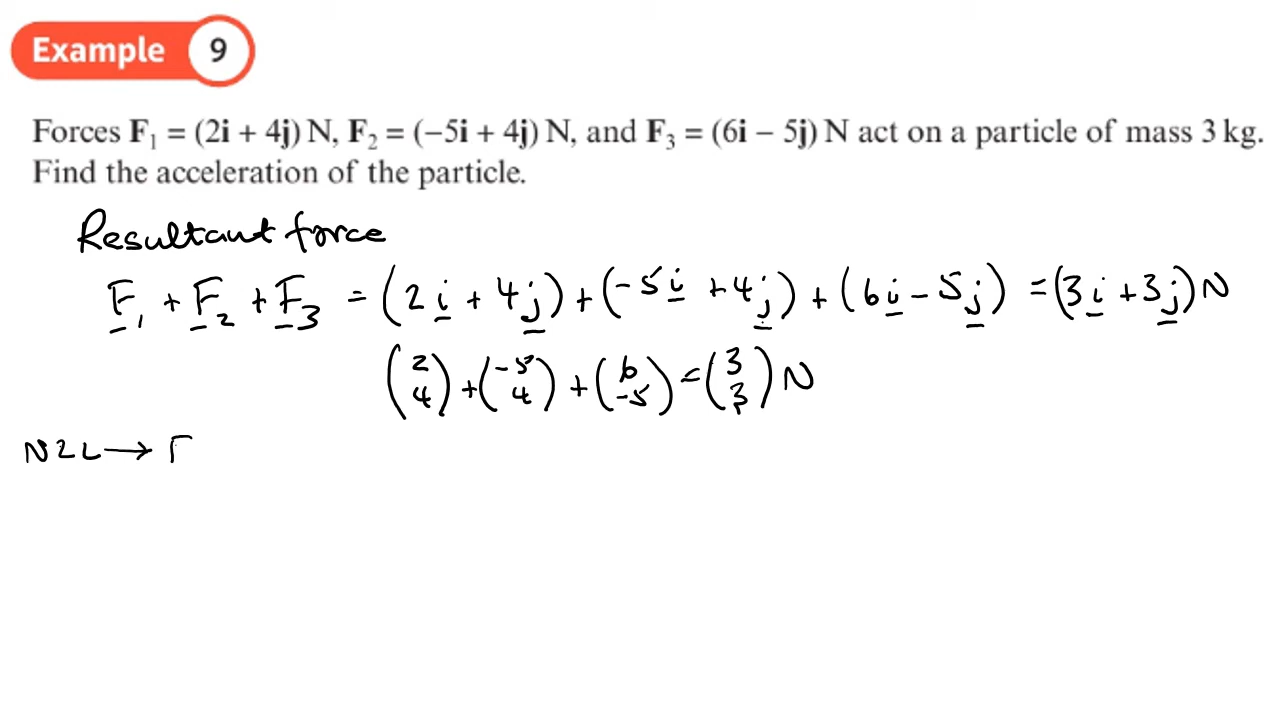 Example 9
Forces F₁ = (2i + 4j) N, F₂ = (−5i + 4j) N, and F₃ = (6i − 5j) N act on a particle of mass 3 kg.
Find the acceleration of the particle.
Resultant force
F₁ + F₂ + F₃ = (2i + 4j) + (-5i + 4j) + (6i - 5j) = (3i + 3j) N
(2 4) + (-5 4) + (6 -5) = (3 3) N
N2L → F